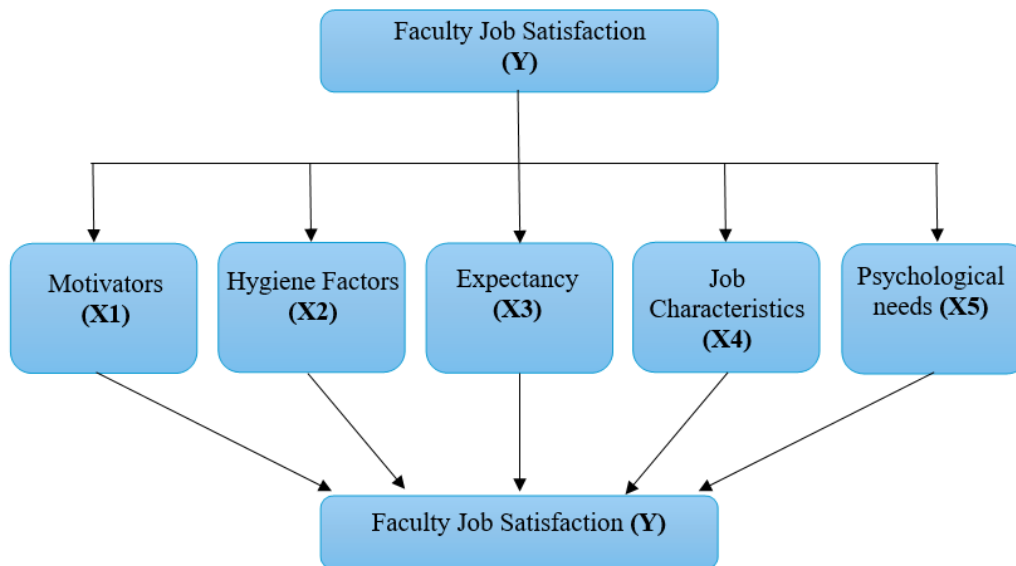 Faculty Job Satisfaction
(Y)
Motivators
(X1)
Hygiene Factors
(X2)
Expectancy
(X3)
Job
Characteristics
(X4)
Psychological
needs (X5)
Faculty Job Satisfaction (Y)